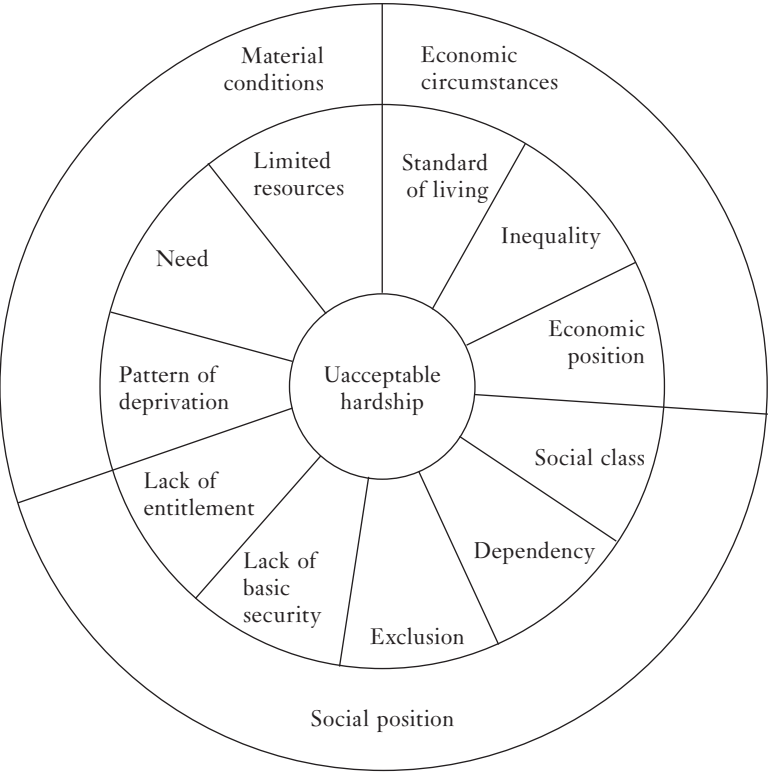 Material
conditions
Economic
circumstances
Limited
resources
Standard
of living
Inequality
Need
Economic
position
Pattern of
deprivation
Uacceptable
hardship
Social class
Lack of
entitlement
Dependency
Lack of
basic
security
Exclusion
Social position